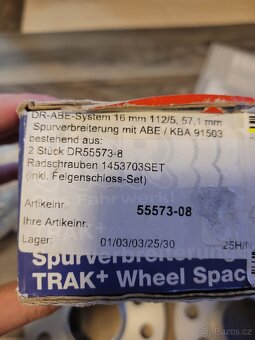 DR-ABE-System 16 mm 112/5, 57,1 mm
Spurverbreiterung mit ABE / KBA 91503
bestehend aus:
2 Stück DR55573-8
Radschrauben 1453703SET
(inkl. Felgenschloss-Set)
Artikelnr. 55573-08
Ihre Artikelnr.
Lager: 01/03/03/25/30 25H/
Spurverbreiterung
TRAK+ Wheel Spac
sbazar.cz